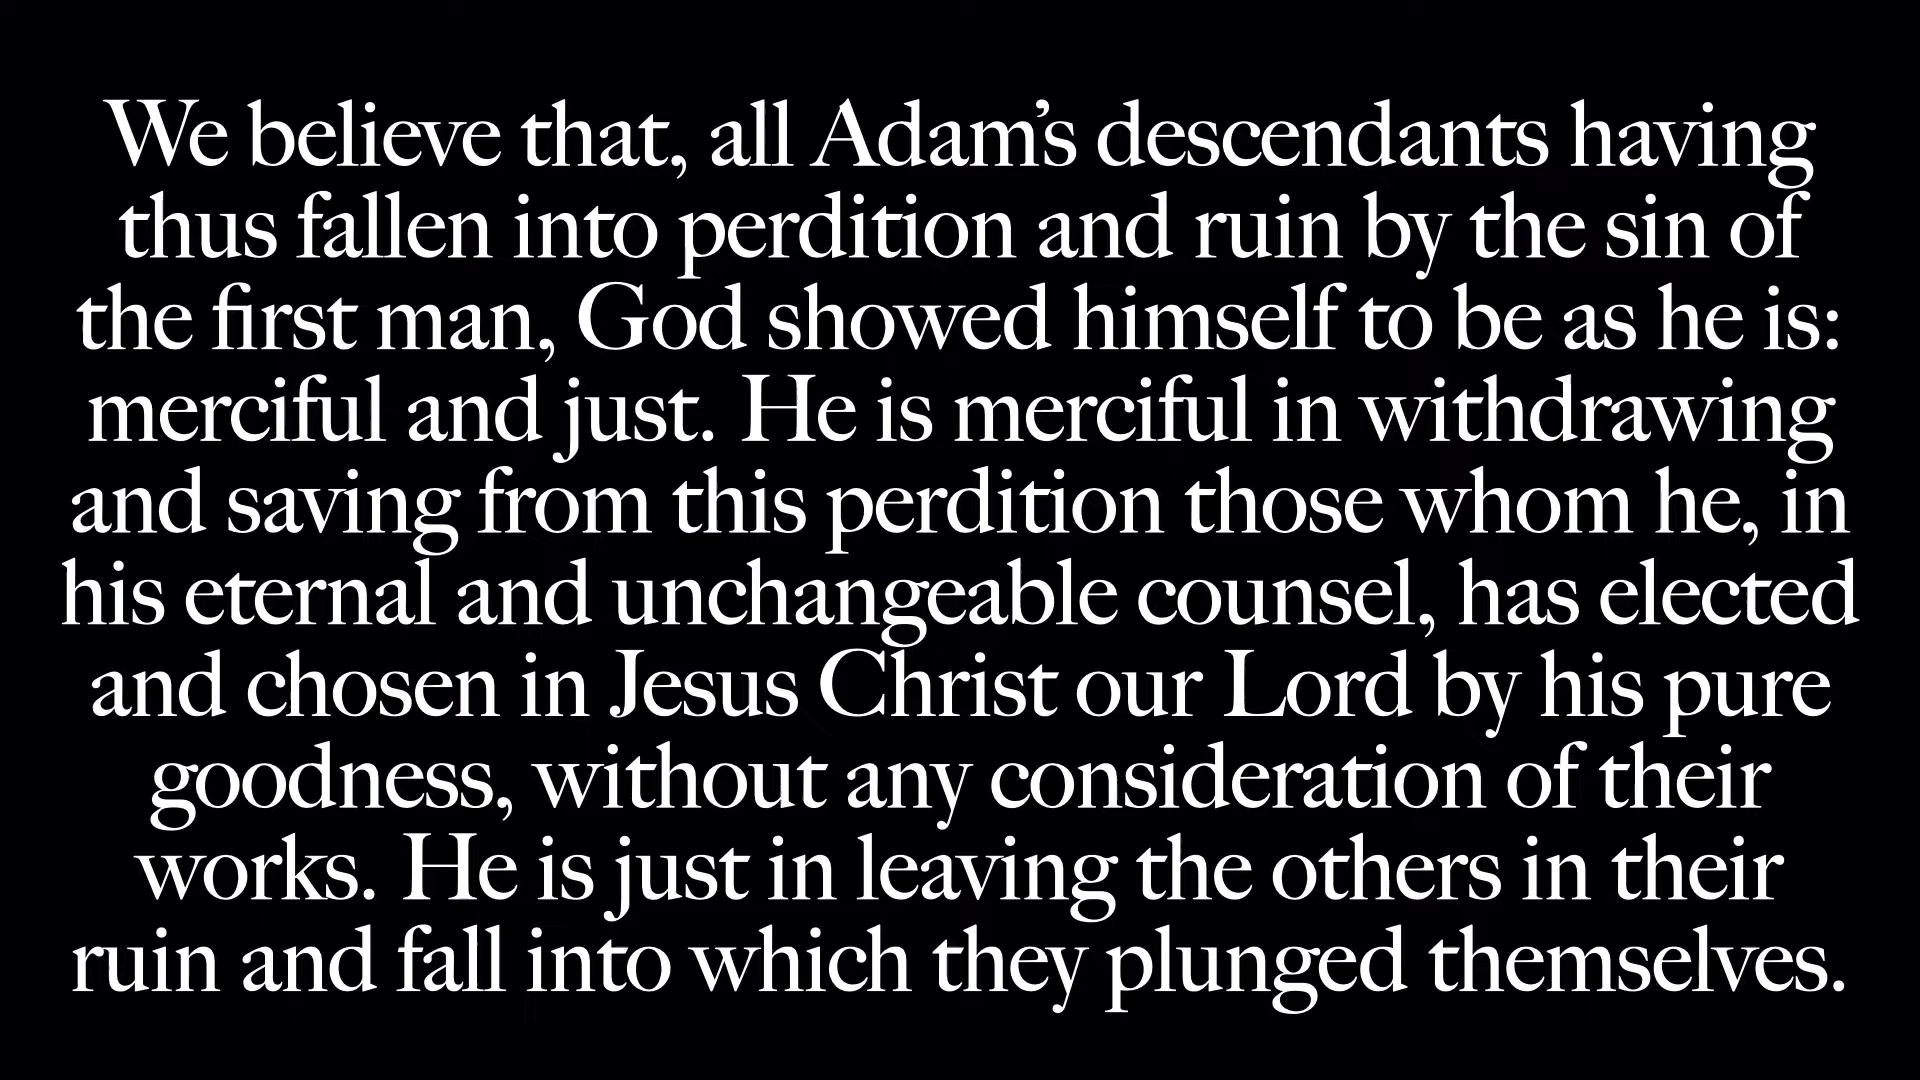 We believe that, all Adam’s descendants having
thus fallen into perdition and ruin by the sin of
the first man, God showed himself to be as he is:
merciful and just. He is merciful in withdrawing
and saving from this perdition those whom he, in
his eternal and unchangeable counsel, has elected
and chosen in Jesus Christ our Lord by his pure
goodness, without any consideration of their
works. He is just in leaving the others in their
ruin and fall into which they plunged themselves.